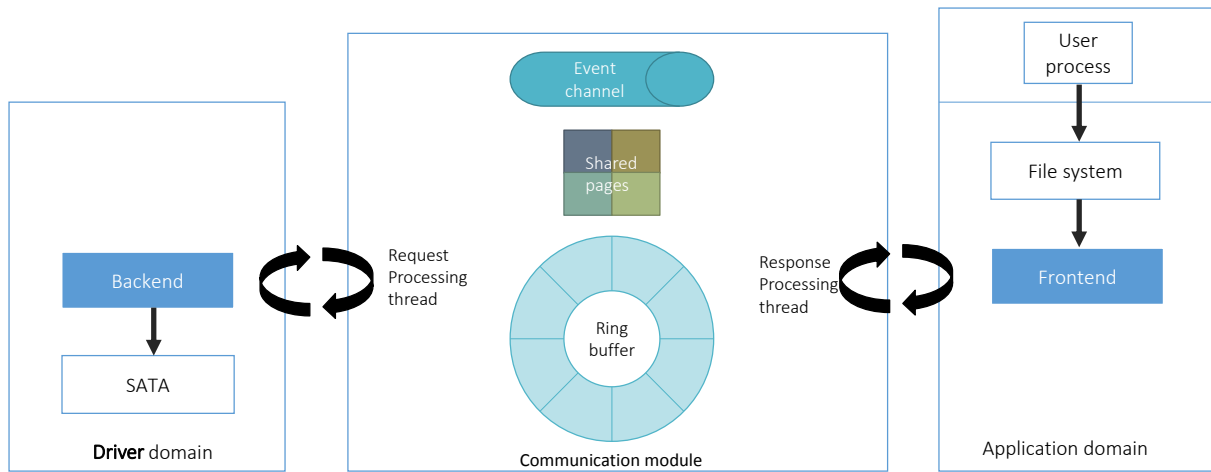 Backend
SATA
Driver domain
Event
channel
Shared
pages
Request
Processing
thread
Ring
buffer
Response
Processing
thread
Communication module
User
process
File system
Frontend
Application domain